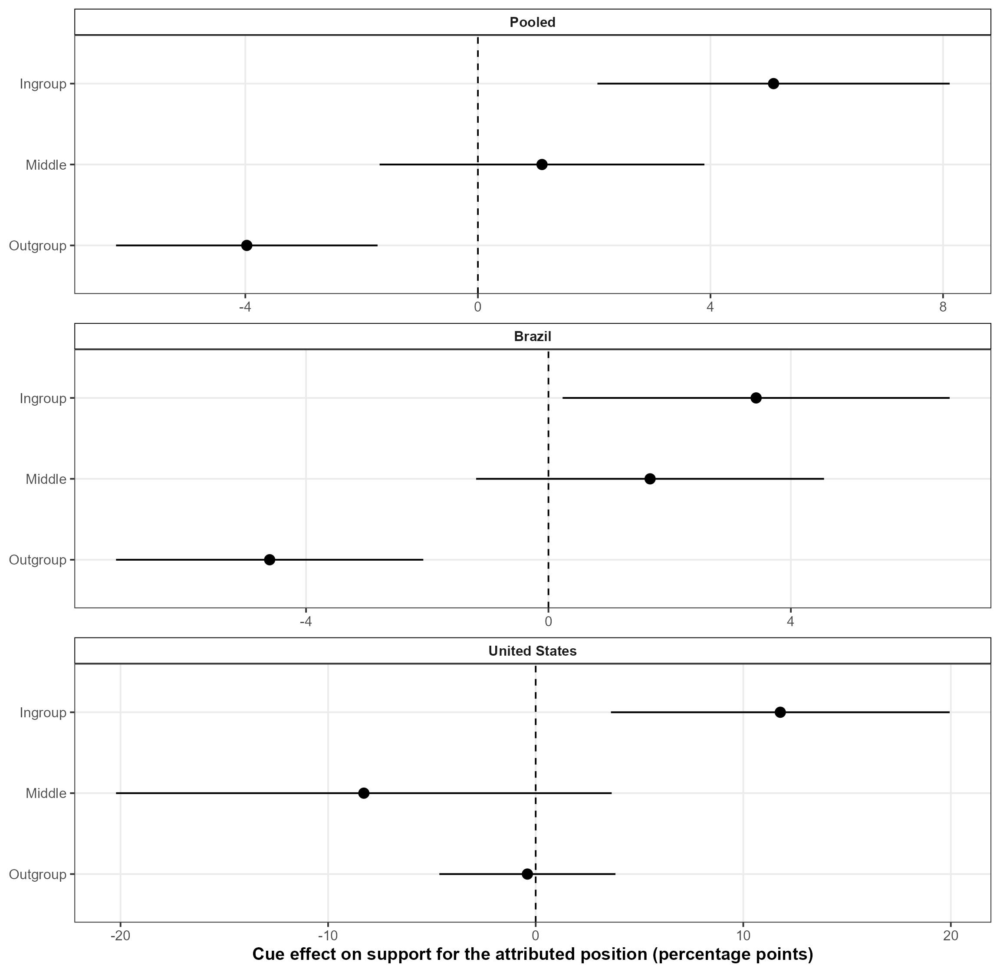 Pooled
Ingroup
Middle
Outgroup
-4 0 4 8
Brazil
Ingroup
Middle
Outgroup
-4 0 4
United States
Ingroup
Middle
Outgroup
-20 -10 0 10 20
Cue effect on support for the attributed position (percentage points)